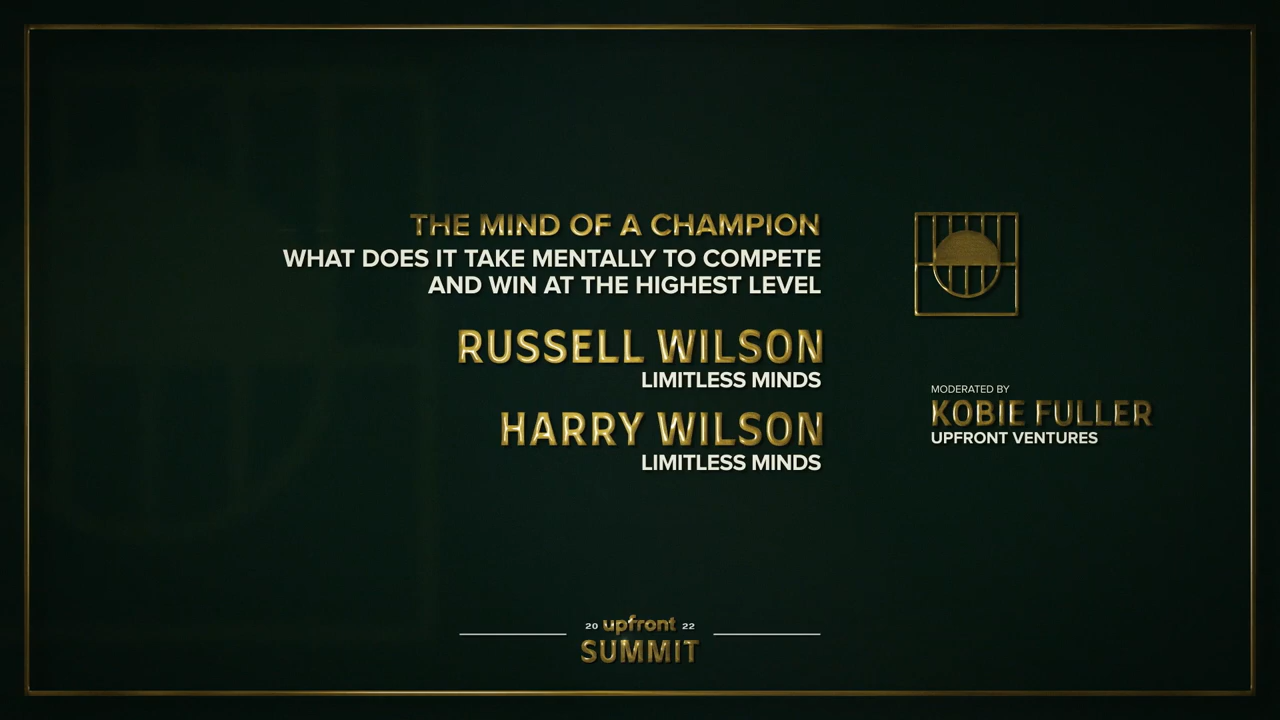 THE MIND OF A CHAMPION
WHAT DOES IT TAKE MENTALLY TO COMPETE
AND WIN AT THE HIGHEST LEVEL
RUSSELL WILSON
LIMITLESS MINDS
HARRY WILSON
LIMITLESS MINDS
MODERATED BY
KOBIE FULLER
UPFRONT VENTURES
20 upfront 22
SUMMIT